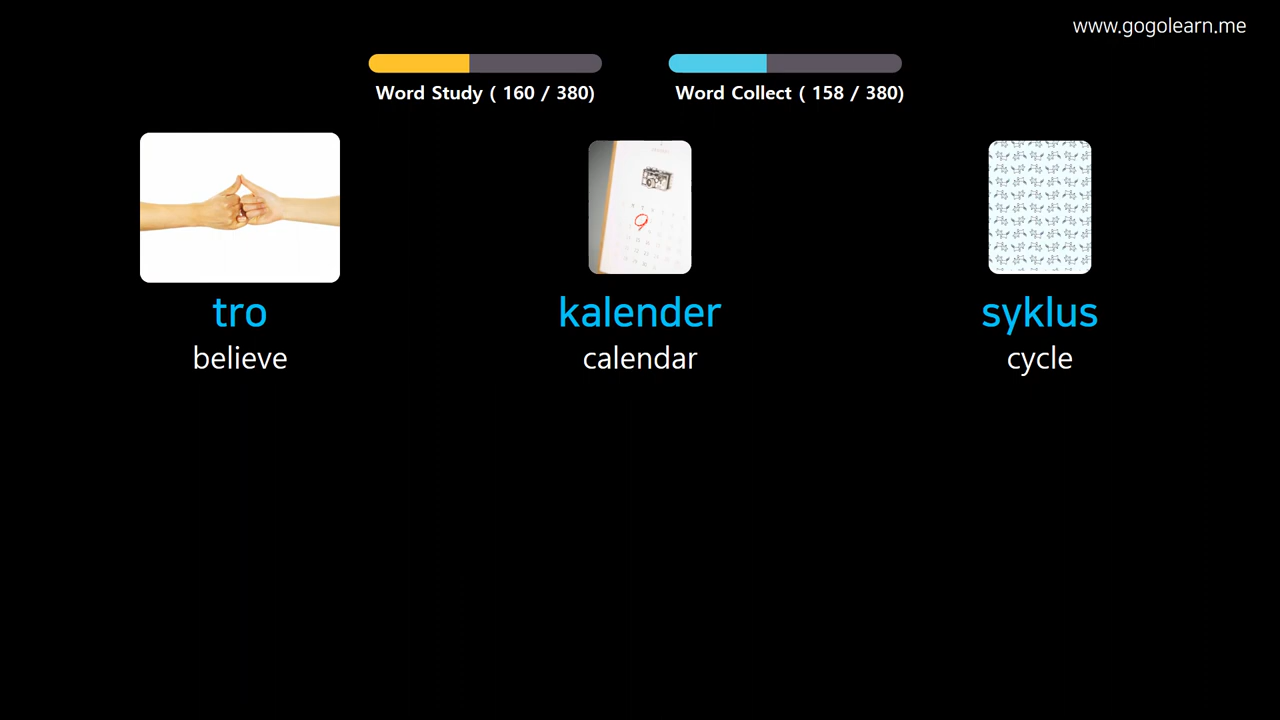 www.gogolearn.me
Word Study ( 160 / 380)
Word Collect ( 158 / 380)
tro
kalender
syklus
believe
calendar
cycle